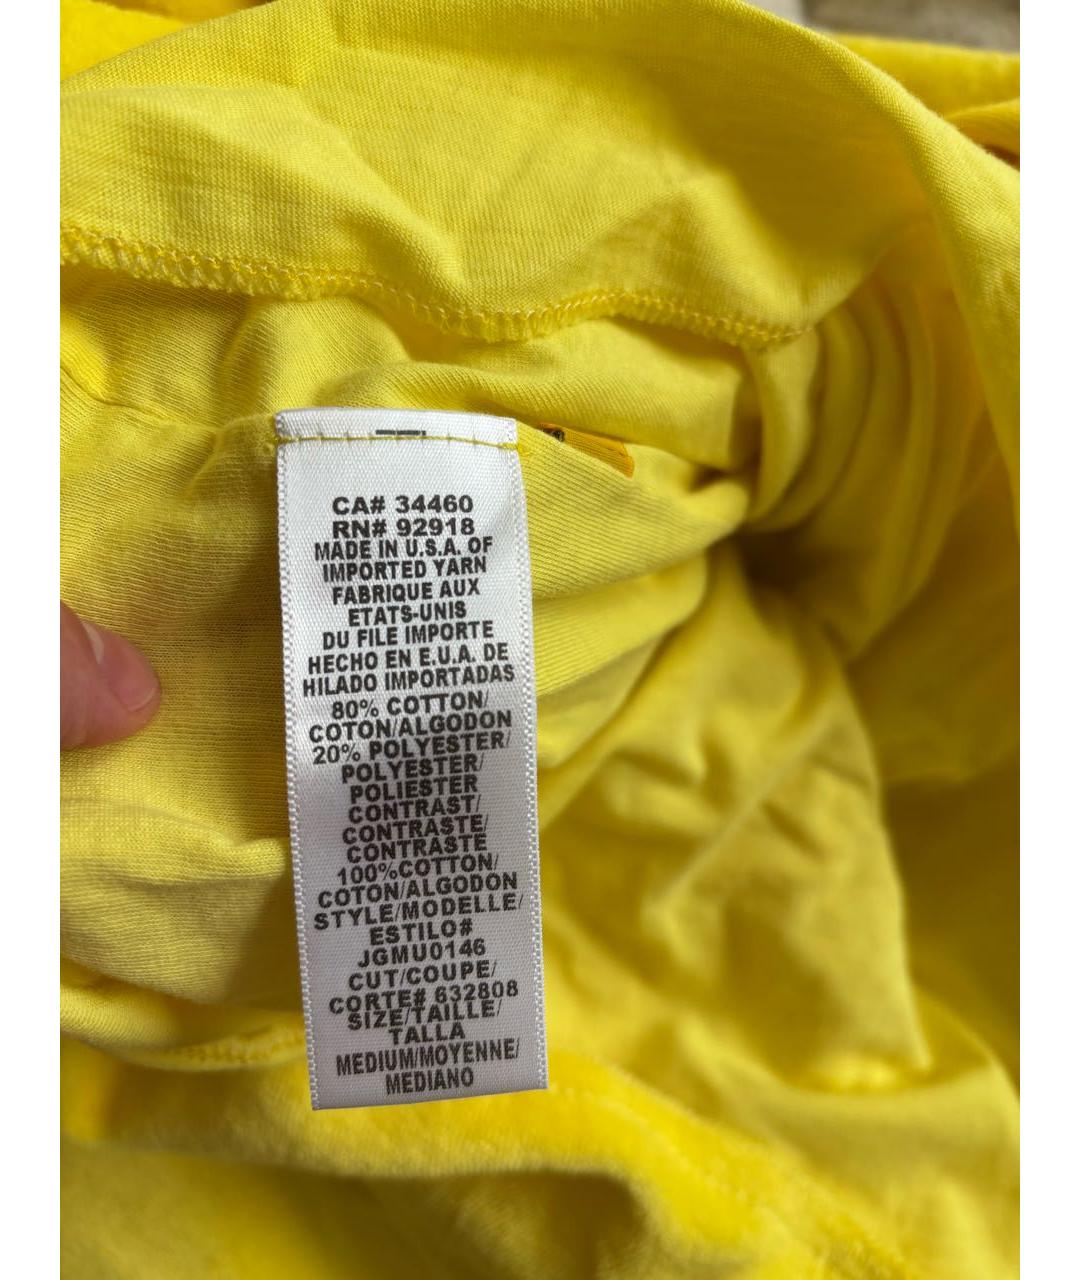 CA# 34460
RN# 92918
MADE IN U.S.A. OF
IMPORTED YARN
FABRIQUE AUX
ETATS-UNIS
DU FILE IMPORTE
HECHO EN E.U.A. DE
HILADO IMPORTADAS
80% COTTON/
COTON/ALGODON
20% POLYESTER/
POLYESTER/
POLIESTER
CONTRAST/
CONTRASTE/
CONTRASTE
100%COTTON/
COTON/ALGODON
STYLE/MODELLE/
ESTILO#
JGMU0146
CUT/COUPE/
CORTE# 632808
SIZE/TAILLE/
TALLA
MEDIUM/MOYENNE/
MEDIANO